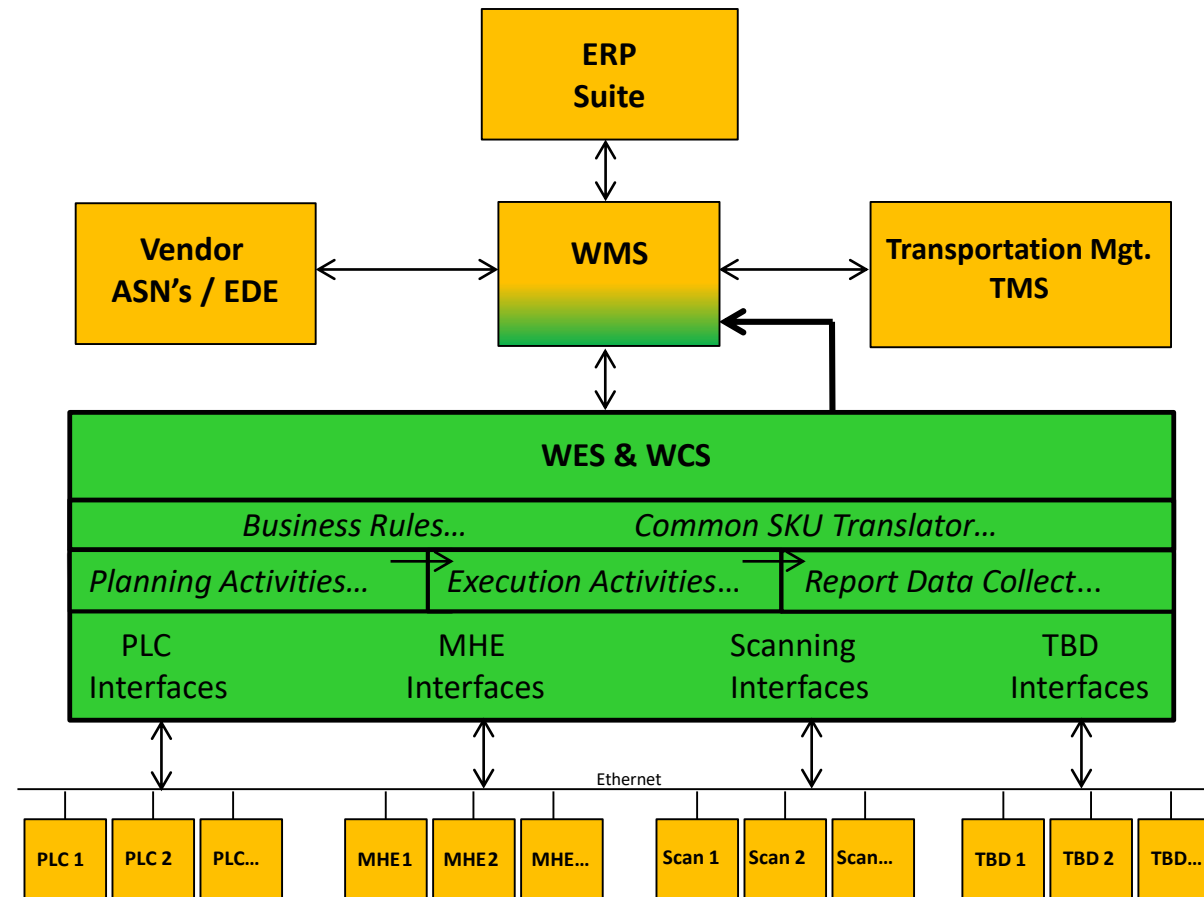 ERP
Suite
Vendor
ASN’s / EDE
WMS
Transportation Mgt.
TMS
WES & WCS
Business Rules…
Common SKU Translator…
Planning Activities…
Execution Activities…
Report Data Collect…
PLC
Interfaces
MHE
Interfaces
Scanning
Interfaces
TBD
Interfaces
Ethernet
PLC 1
PLC 2
PLC…
MHE1
MHE2
MHE…
Scan 1
Scan 2
Scan…
TBD 1
TBD 2
TBD…